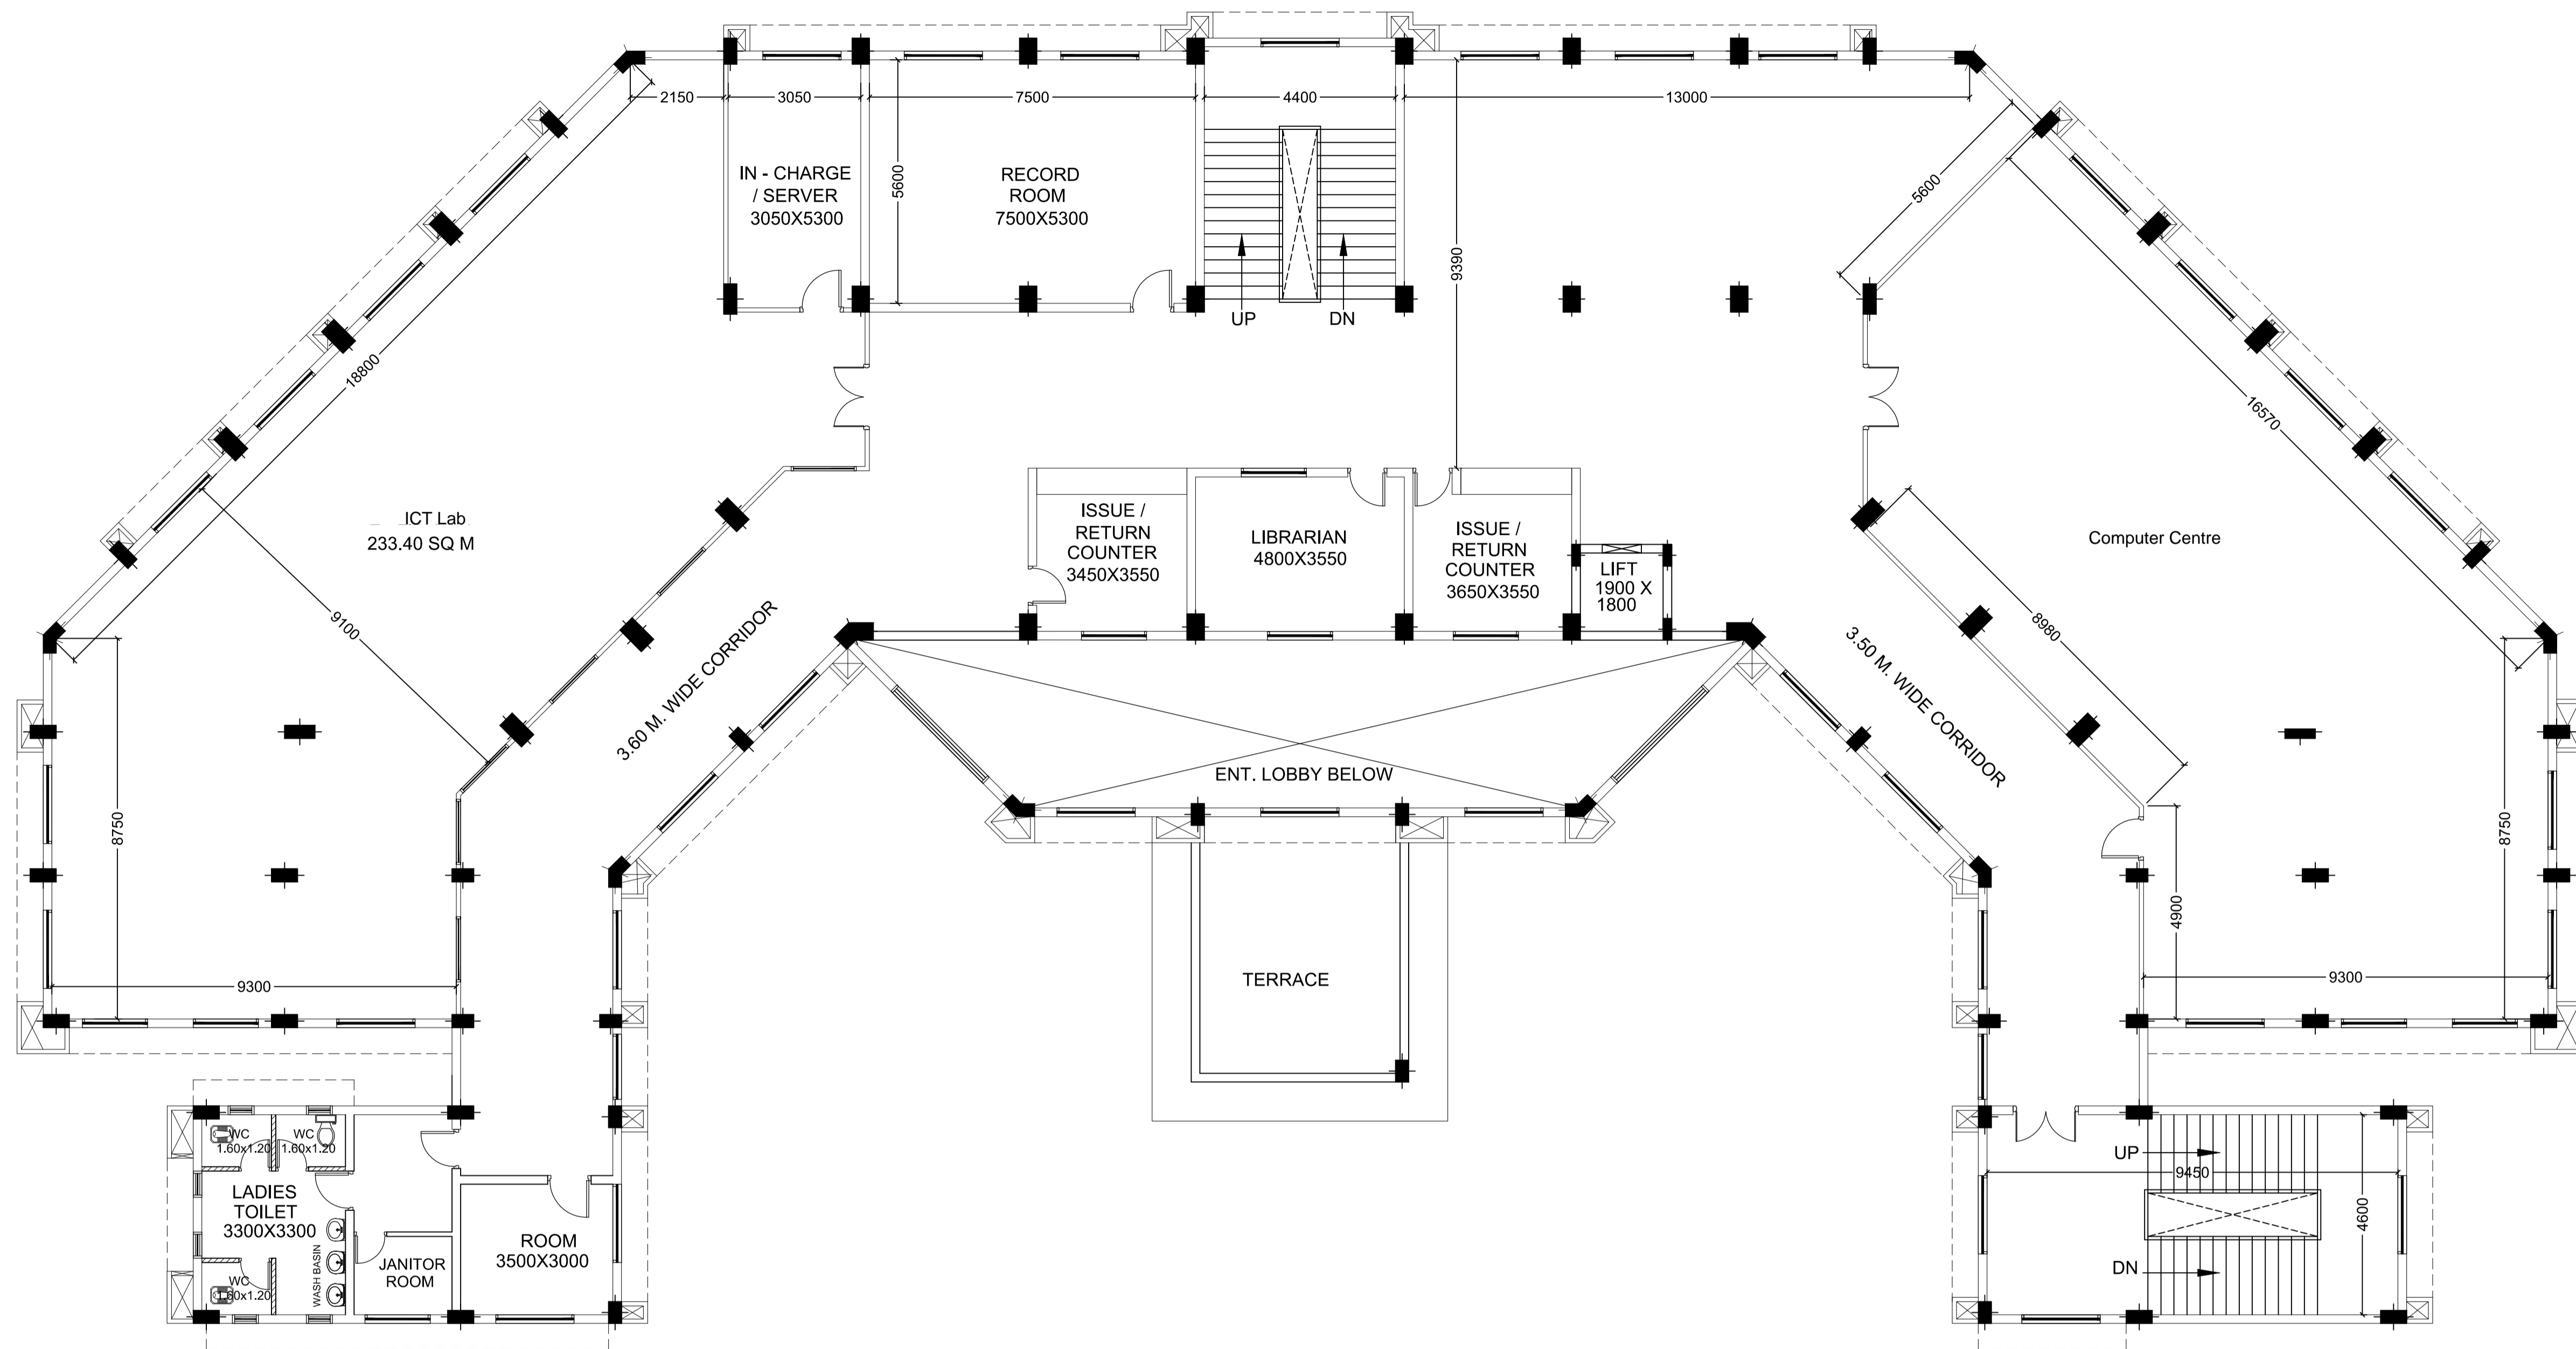 2150
3050
7500
4400
13000
IN - CHARGE
/ SERVER
3050X5300
5600
RECORD
ROOM
7500X5300
UP
DN
9390
5600
18800
16570
ICT Lab
233.40 SQ M
9100
3.60 M. WIDE CORRIDOR
ISSUE /
RETURN
COUNTER
3450X3550
LIBRARIAN
4800X3550
ISSUE /
RETURN
COUNTER
3650X3550
LIFT
1900 X
1800
Computer Centre
8980
3.50 M. WIDE CORRIDOR
ENT. LOBBY BELOW
8750
9300
TERRACE
4900
8750
9300
WC
1.60x1.20
WC
1.60x1.20
LADIES
TOILET
3300X3300
WASH BASIN
WC
1.60x1.20
JANITOR
ROOM
ROOM
3500X3000
UP
9450
4600
DN